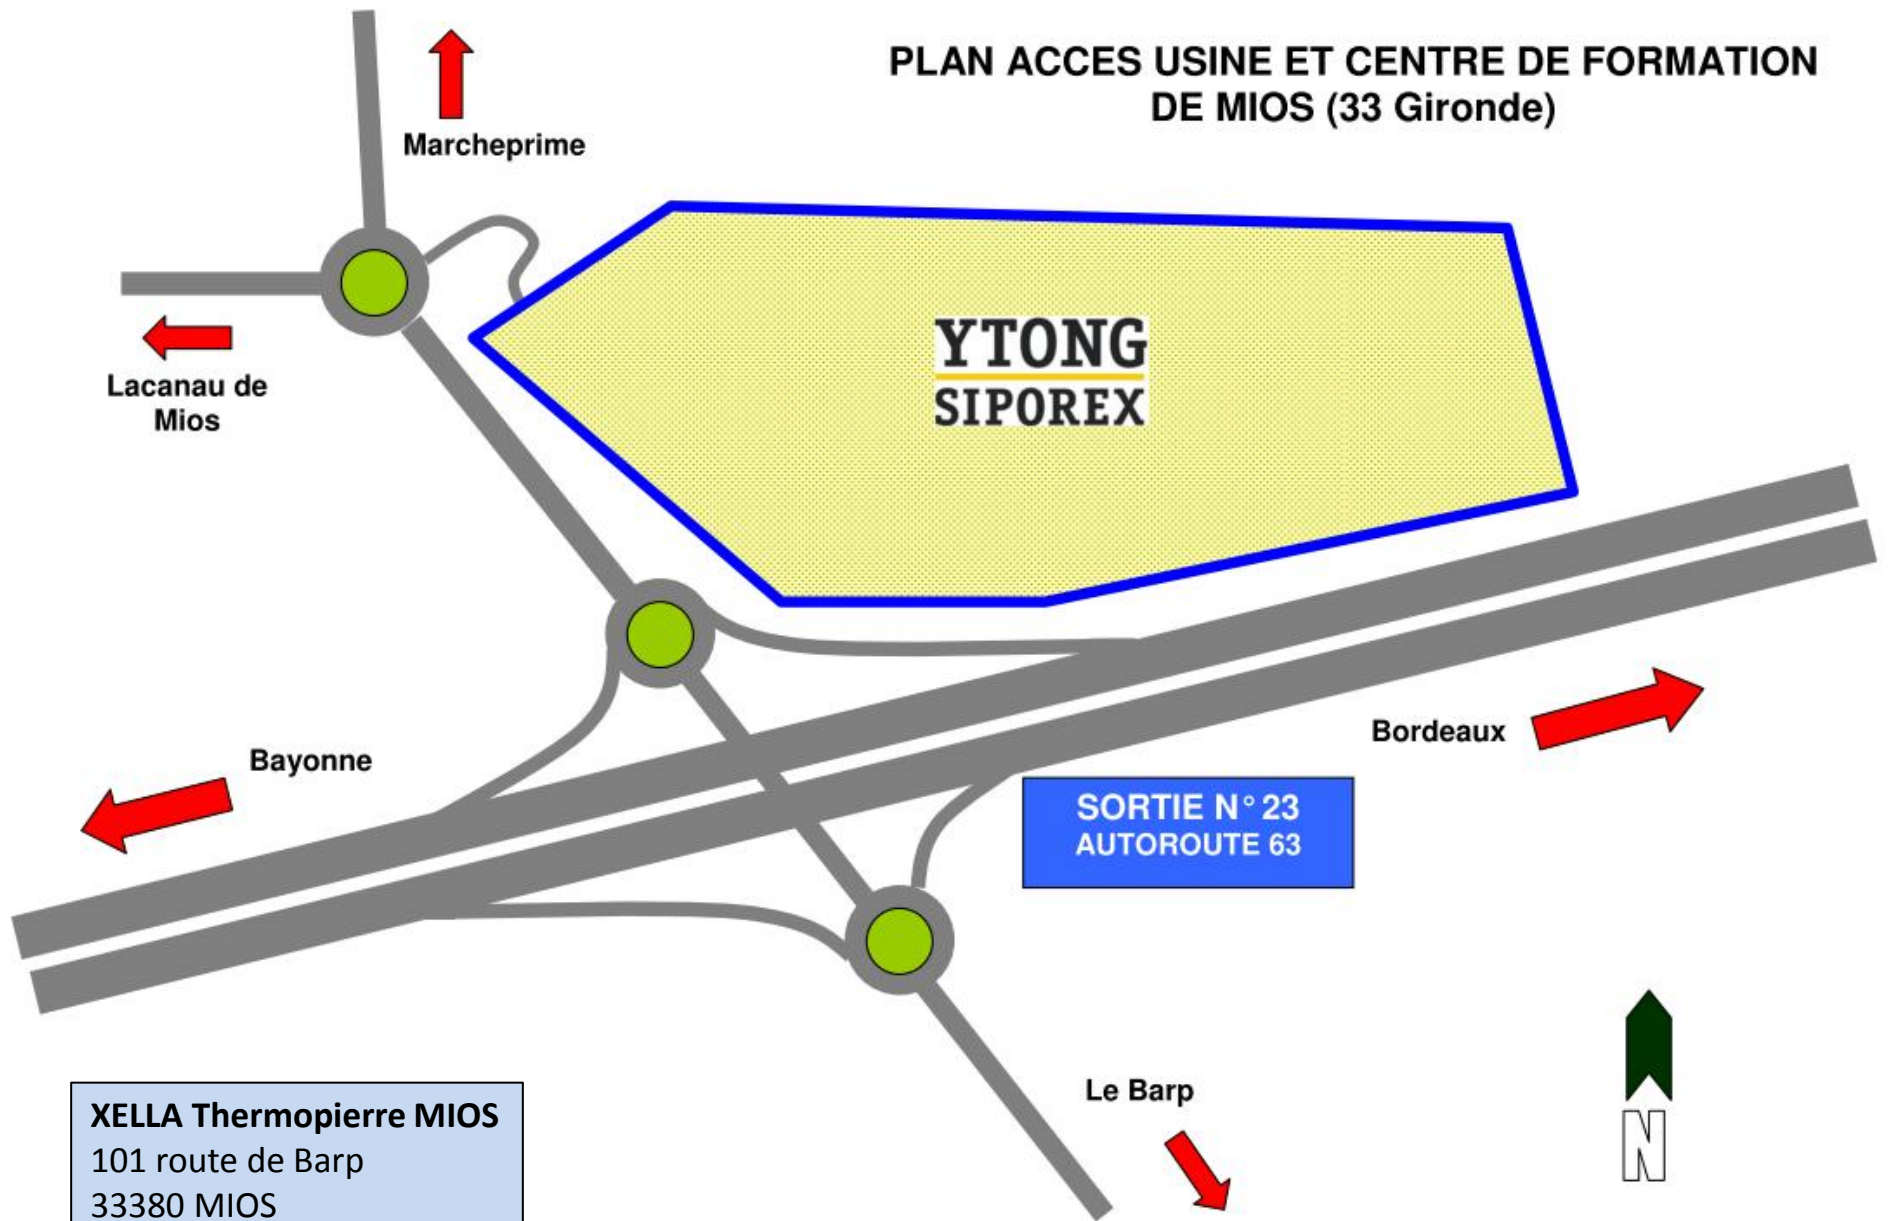 PLAN ACCES USINE ET CENTRE DE FORMATION
DE MIOS (33 Gironde)
Marcheprime
Lacanau de
Mios
YTONG
SIPOREX
Bordeaux
Bayonne
SORTIE N° 23
AUTOROUTE 63
Le Barp
N
XELLA Thermopierre MIOS
101 route de Barp
33380 MIOS